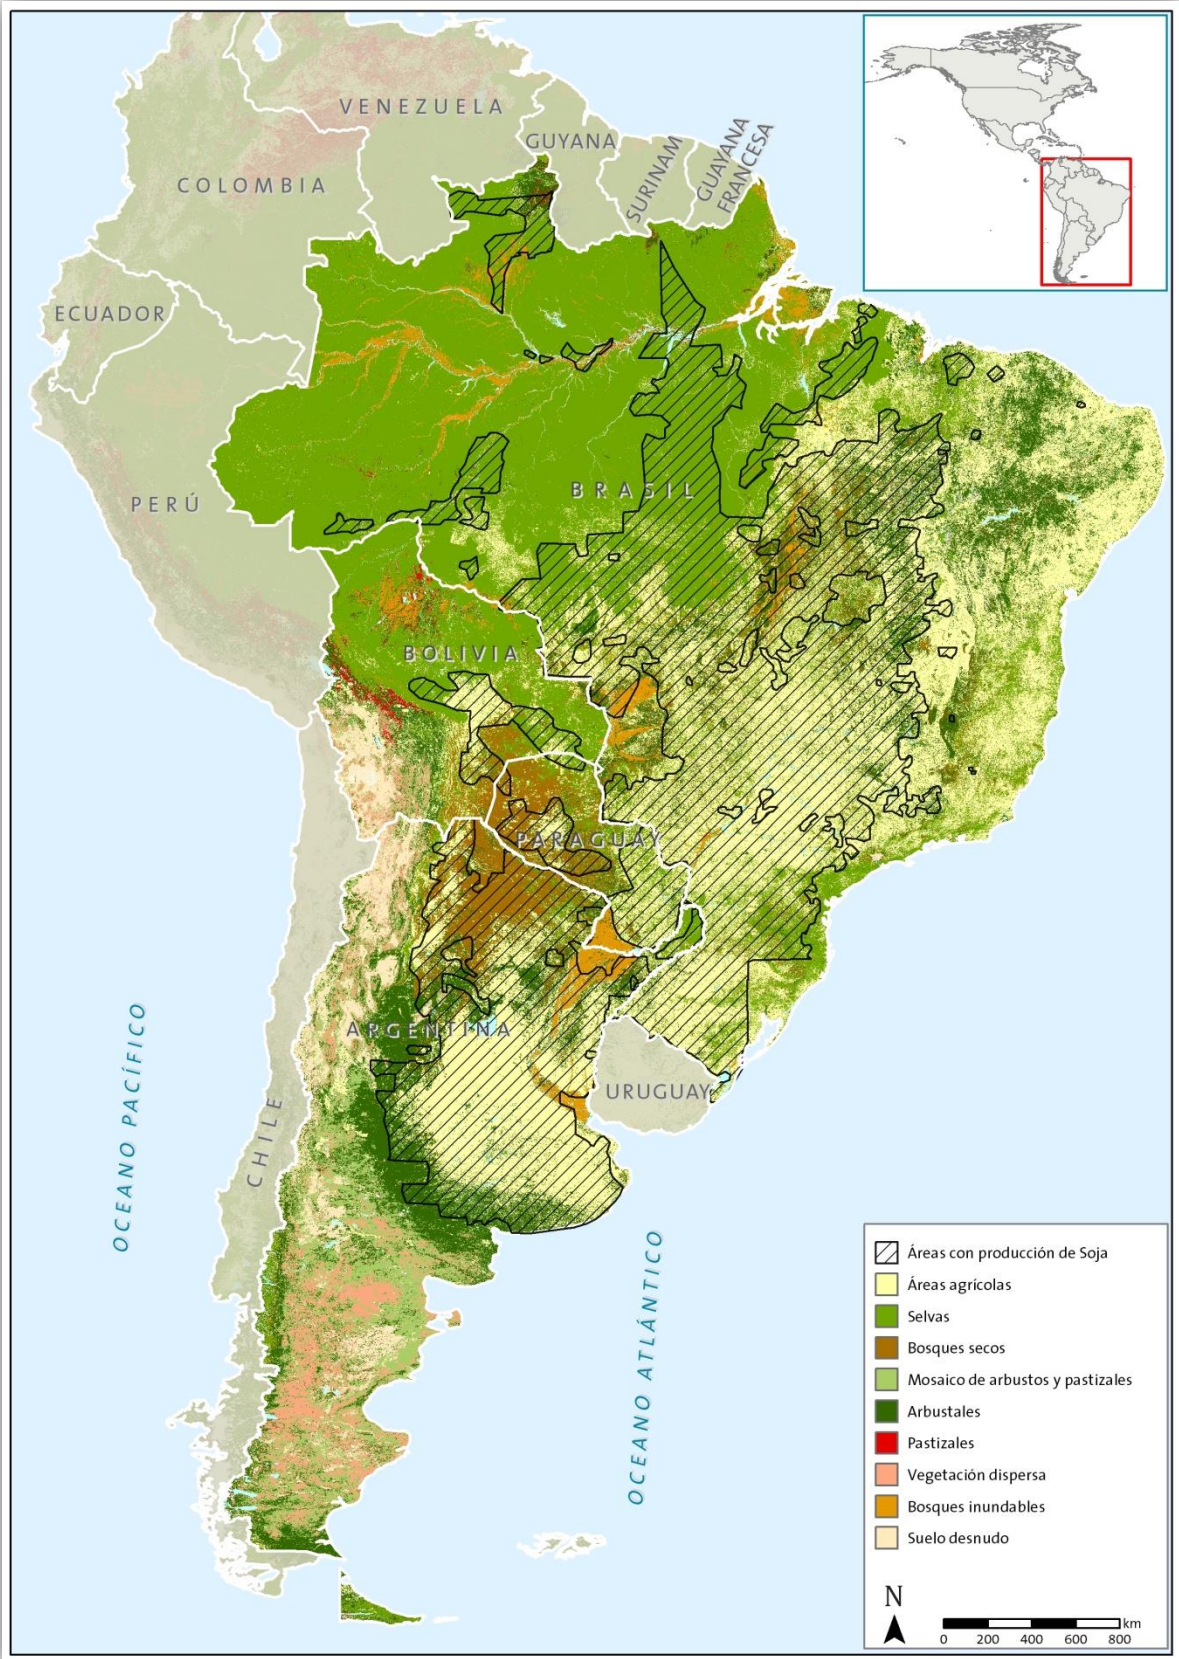 VENEZUELA
GUYANA
SURINAM
GUAYANA
FRANCESA
COLOMBIA
ECUADOR
PERÚ
BRASIL
BOLIVIA
PARAGUAY
ARGENTINA
URUGUAY
CHILE
OCEANO PACÍFICO
OCEANO ATLÁNTICO
Áreas con producción de Soja
Áreas agrícolas
Selvas
Bosques secos
Mosaico de arbustos y pastizales
Arbustales
Pastizales
Vegetación dispersa
Bosques inundables
Suelo desnudo
N
km
0 200 400 600 800